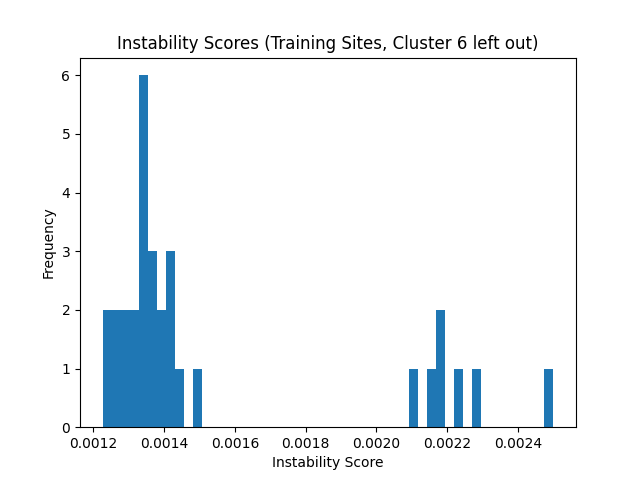 Instability Scores (Training Sites, Cluster 6 left out)
6
5
4
3
2
1
0
Frequency
0.0012 0.0014 0.0016 0.0018 0.0020 0.0022 0.0024
Instability Score